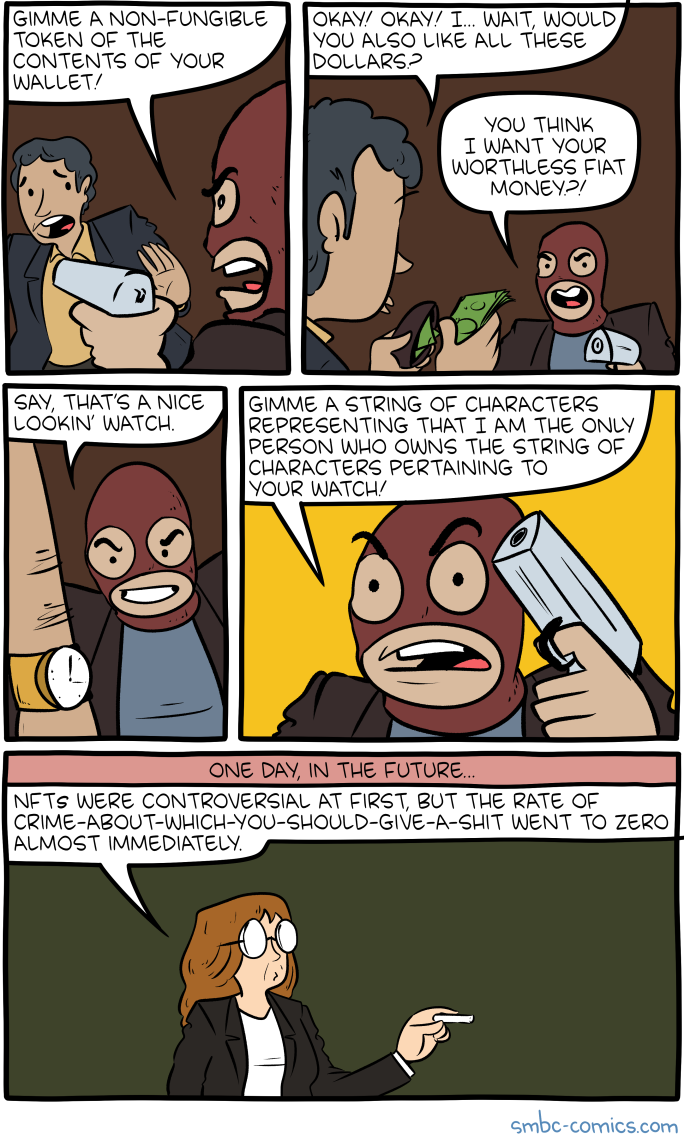 GIMME A NON-FUNGIBLE
TOKEN OF THE
CONTENTS OF YOUR
WALLET!
OKAY! OKAY! I... WAIT, WOULD
YOU ALSO LIKE ALL THESE
DOLLARS?
YOU THINK
I WANT YOUR
WORTHLESS FIAT
MONEY?!
SAY, THAT'S A NICE
LOOKIN' WATCH.
GIMME A STRING OF CHARACTERS
REPRESENTING THAT I AM THE ONLY
PERSON WHO OWNS THE STRING OF
CHARACTERS PERTAINING TO
YOUR WATCH!
ONE DAY, IN THE FUTURE...
NFTs WERE CONTROVERSIAL AT FIRST, BUT THE RATE OF
CRIME-ABOUT-WHICH-YOU-SHOULD-GIVE-A-SHIT WENT TO ZERO
ALMOST IMMEDIATELY.
smbc-comics.com